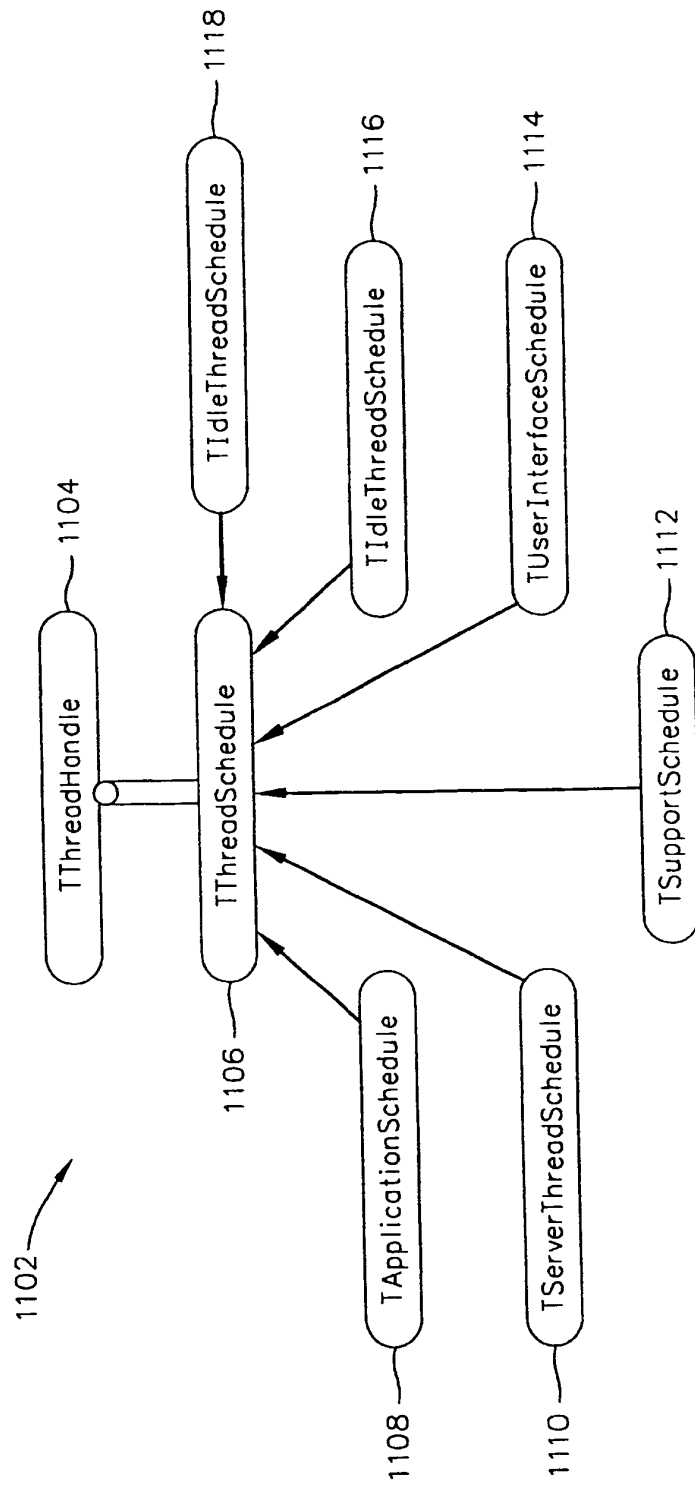 1102
TThreadHandle
1104
TThreadSchedule
1106
TIdleThreadSchedule
1118
TApplicationSchedule
1108
TIdleThreadSchedule
1116
TServerThreadSchedule
1110
TUserInterfaceSchedule
1114
TSupportSchedule
1112